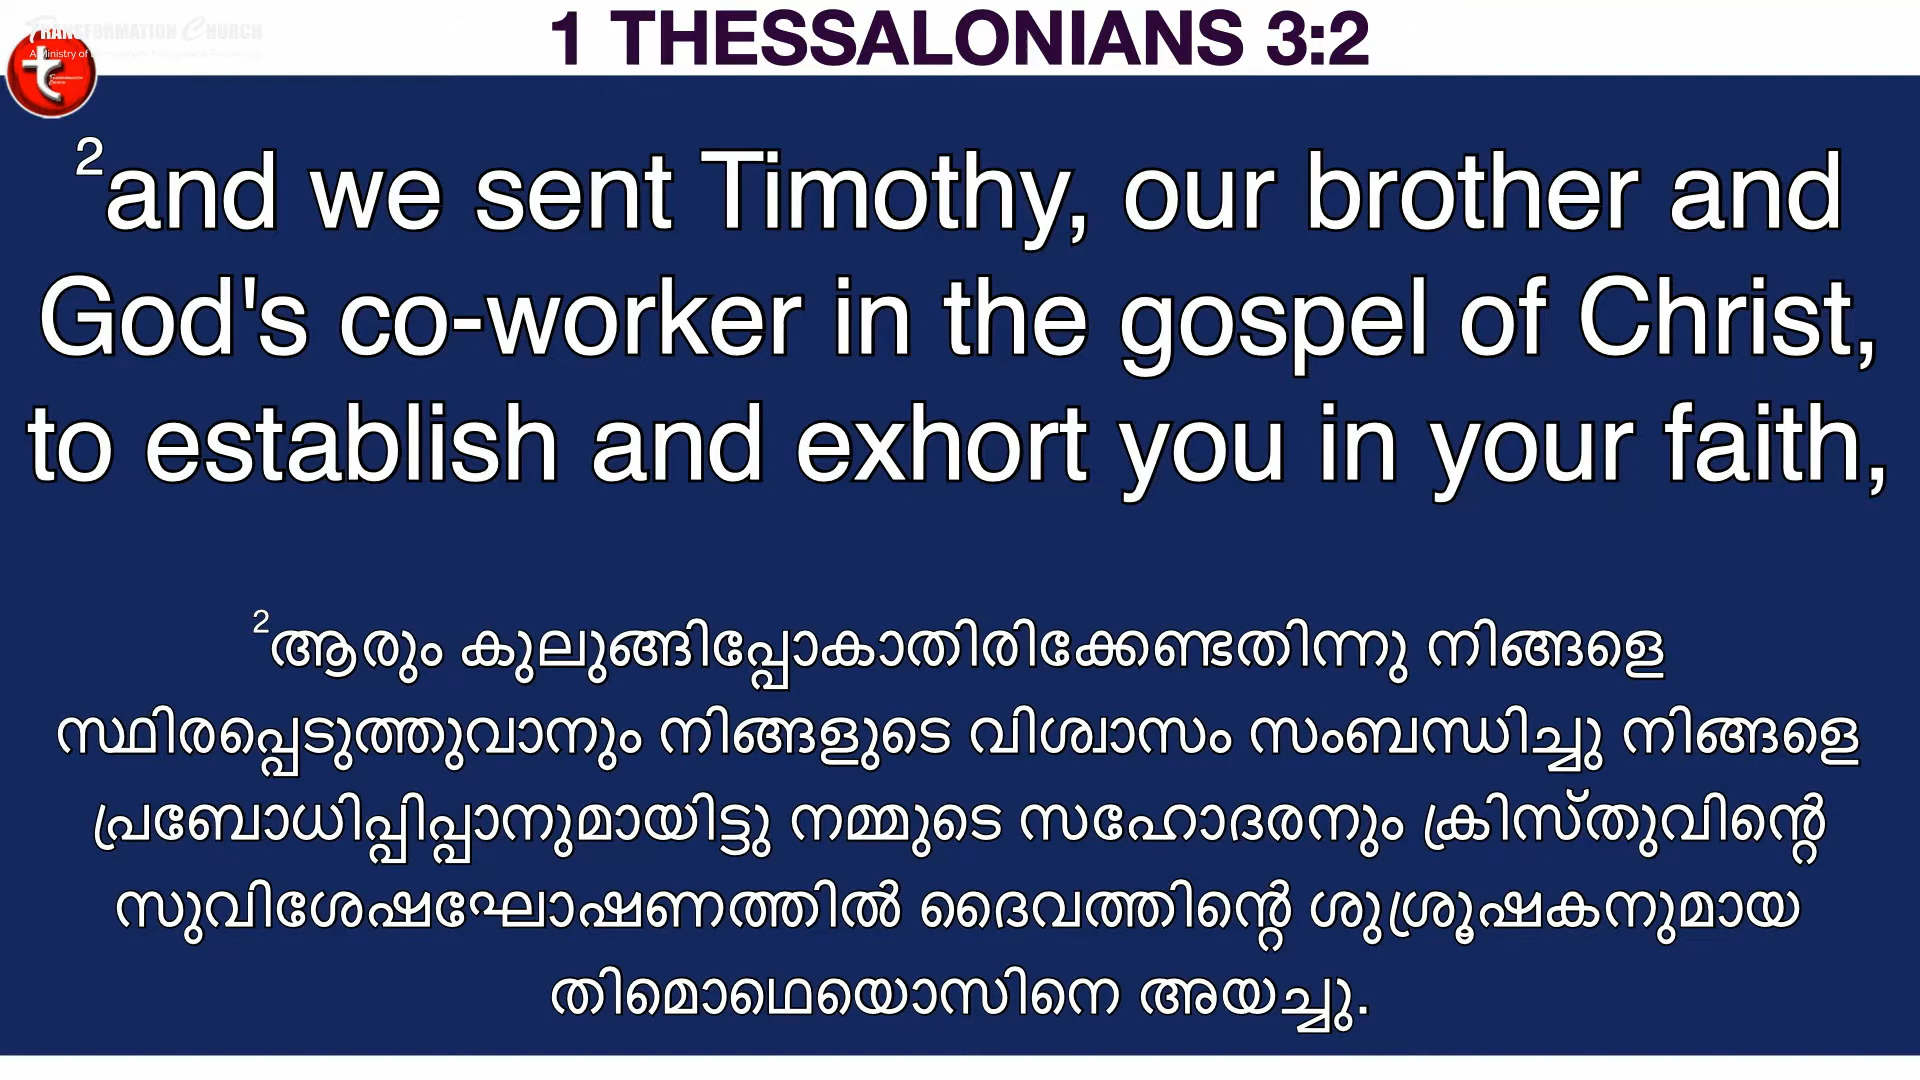 TRANSFORMATION CHURCH
1 THESSALONIANS 3:2
²and we sent Timothy, our brother and
God's co-worker in the gospel of Christ,
to establish and exhort you in your faith,
²ആരും കുലുങ്ങിപ്പോകാതിരിക്കേണ്ടതിന്നു നിങ്ങളെ
സ്ഥിരപ്പെടുത്തുവാനും നിങ്ങളുടെ വിശ്വാസം സംബന്ധിച്ചു നിങ്ങളെ
പ്രബോധിപ്പിപ്പാനുമായിട്ടു നമ്മുടെ സഹോദരനും ക്രിസ്തുവിന്റെ
സുവിശേഷഘോഷണത്തിൽ ദൈവത്തിന്റെ ശുശ്രൂഷകനുമായ
തിമൊഥെയൊസിനെ അയച്ചു.